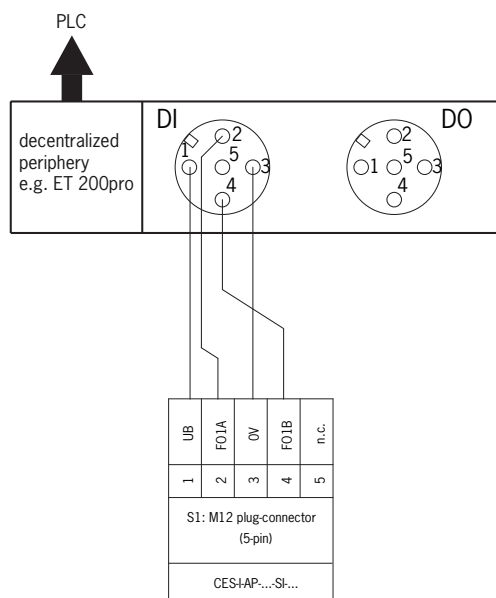 PLC
decentralized
periphery
e.g. ET 200pro
DI
1
2
5
3
4
DO
1
2
5
3
4
UB
FO1A
0V
FO1B
n.c.
1
2
3
4
5
S1: M12 plug-connector
(5-pin)
CES-I-AP-...-SI-...